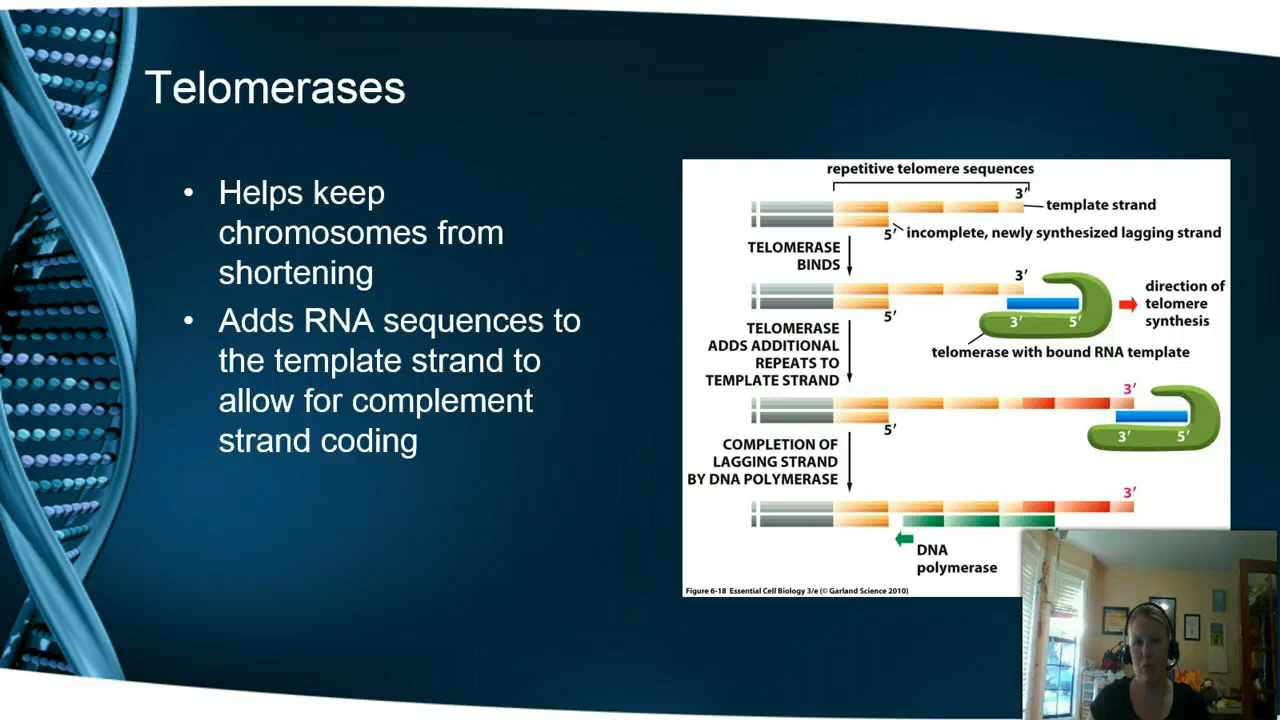 Telomerases
• Helps keep
chromosomes from
shortening
• Adds RNA sequences to
the template strand to
allow for complement
strand coding
repetitive telomere sequences
3′
template strand
5′
incomplete, newly synthesized lagging strand
TELOMERASE
BINDS
3′
5′
3′ 5′
direction of
telomere
synthesis
telomerase with bound RNA template
TELOMERASE
ADDS ADDITIONAL
REPEATS TO
TEMPLATE STRAND
3′
5′
3′ 5′
COMPLETION OF
LAGGING STRAND
BY DNA POLYMERASE
3′
DNA
polymerase
Figure 6-18 Essential Cell Biology 3/e (© Garland Science 2010)